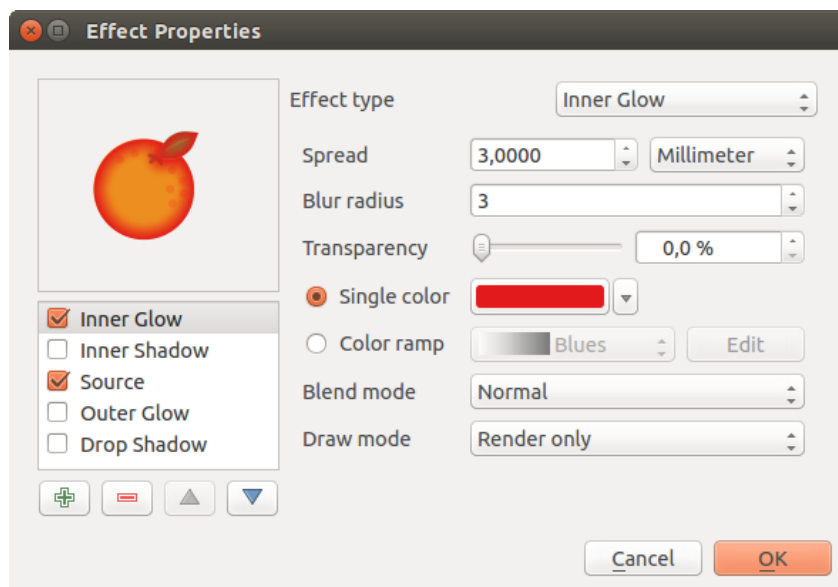 Effect Properties
Effect type Inner Glow
Spread 3,0000 Millimeter
Blur radius 3
Transparency 0,0 %
Single color
Color ramp Blues Edit
Blend mode Normal
Draw mode Render only
Inner Glow
Inner Shadow
Source
Outer Glow
Drop Shadow
Cancel OK